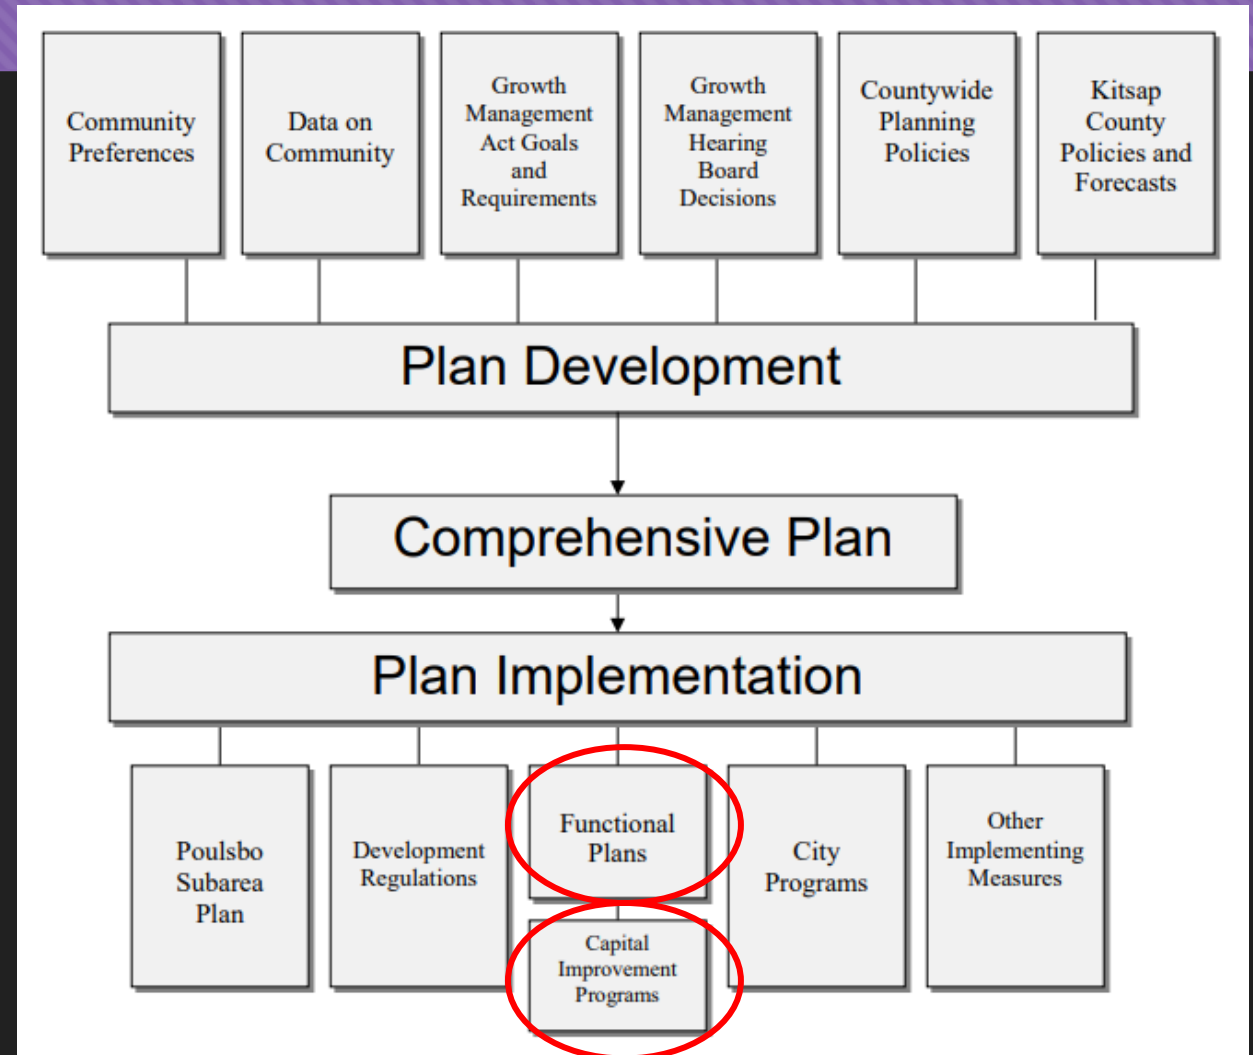 Community
Preferences
Data on
Community
Growth
Management
Act Goals
and
Requirements
Growth
Management
Hearing
Board
Decisions
Countywide
Planning
Policies
Kitsap
County
Policies and
Forecasts
Plan Development
Comprehensive Plan
Plan Implementation
Poulsbo
Subarea
Plan
Development
Regulations
Functional
Plans
Capital
Improvement
Programs
City
Programs
Other
Implementing
Measures